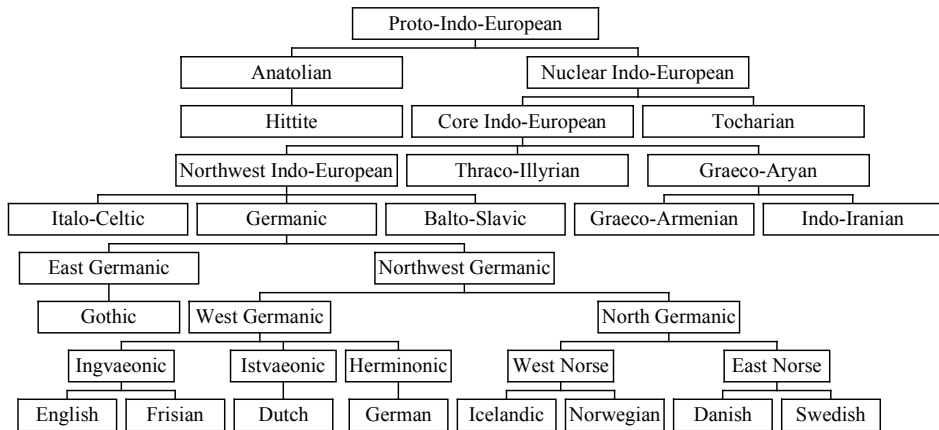 Proto-Indo-European
Anatolian
Nuclear Indo-European
Hittite
Core Indo-European
Tocharian
Northwest Indo-European
Thraco-Illyrian
Graeco-Aryan
Italo-Celtic
Germanic
Balto-Slavic
Graeco-Armenian
Indo-Iranian
East Germanic
Northwest Germanic
Gothic
West Germanic
North Germanic
Ingvaeonic
Istvaeonic
Herminonic
West Norse
East Norse
English
Frisian
Dutch
German
Icelandic
Norwegian
Danish
Swedish